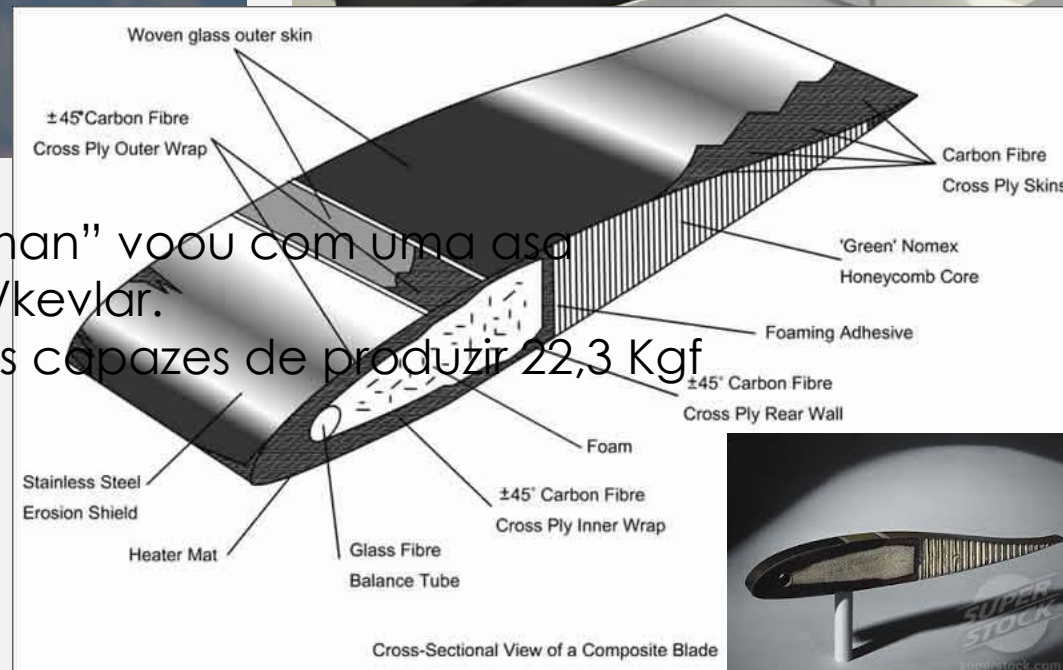 Woven glass outer skin
±45° Carbon Fibre
Cross Ply Outer Wrap
Carbon Fibre
Cross Ply Skins
man” voou com uma asa
/kevlar.
s capazes de produzir 22,3 Kgf
'Green' Nomex
Honeycomb Core
Foaming Adhesive
±45° Carbon Fibre
Cross Ply Rear Wall
Foam
Stainless Steel
Erosion Shield
±45° Carbon Fibre
Cross Ply Inner Wrap
Heater Mat
Glass Fibre
Balance Tube
Cross-Sectional View of a Composite Blade
SUPER
STOCK
superstock.com